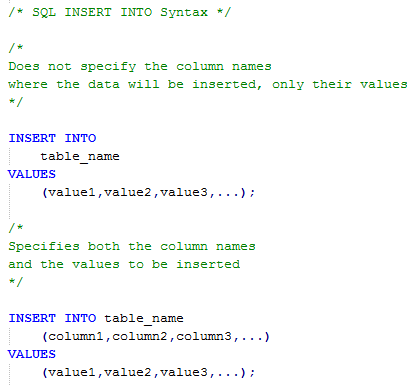 /* SQL INSERT INTO Syntax */
/*
Does not specify the column names
where the data will be inserted, only their values
*/
INSERT INTO
table_name
VALUES
(value1,value2,value3,...);
/*
Specifies both the column names
and the values to be inserted
*/
INSERT INTO table_name
(column1,column2,column3,...)
VALUES
(value1,value2,value3,...);